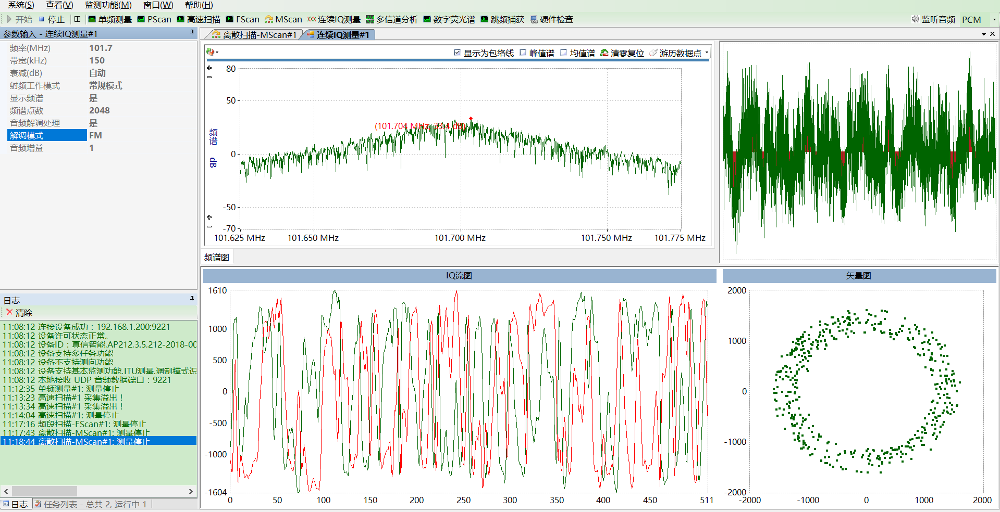 系统(S) 查看(V) 监测功能(M) 窗口(W) 帮助(H)
开始 停止 单频测量 PScan 高速扫描 FScan MScan 连续IQ测量 多信道分析 数字荧光谱 跳频捕获 硬件检查 监听音频 PCM
参数输入 - 连续IQ测量#1
频率(MHz) 101.7
带宽(kHz) 150
衰减(dB) 自动
射频工作模式 常规模式
显示频谱 是
频谱点数 2048
音频解调处理 是
解调模式 FM
音频增益 1
日志
清除
11:08:12 连接设备成功：192.168.1.200:9221
11:08:12 设备许可状态正常。
11:08:12 设备ID：真信智能.AP212.3.5.212-2018-00
11:08:12 设备支持多任务功能
11:08:12 设备不支持测向功能
11:08:12 设备支持基本监测功能.ITU测量.调制模式识
11:08:12 本地接收 UDP 音频数据端口：9221
11:12:35 单频测量#1: 测量停止
11:13:23 高速扫描#1 采集溢出！
11:13:34 高速扫描#1 采集溢出！
11:14:04 高速扫描#1: 测量停止
11:17:16 频段扫描-FScan#1: 测量停止
11:17:43 离散扫描-MScan#1: 测量停止
11:18:44 离散扫描-MScan#1: 测量停止
日志 任务列表 - 总共 2, 运行中 1
离散扫描-MScan#1 连续IQ测量#1
显示为包络线 峰值谱 均值谱 清零复位 游历数据点
80
50
0
-50
-70
频谱 dB
(101.704 MHz, 33.4 dB)
101.625 MHz 101.650 MHz 101.700 MHz 101.750 MHz 101.775 MHz
频谱图
IQ流图
1610
1000
500
0
-500
-1000
-1604
0 50 100 150 200 250 300 350 400 450 511
矢量图
2000
1000
0
-1000
-2000
-2000 -1000 0 1000 2000